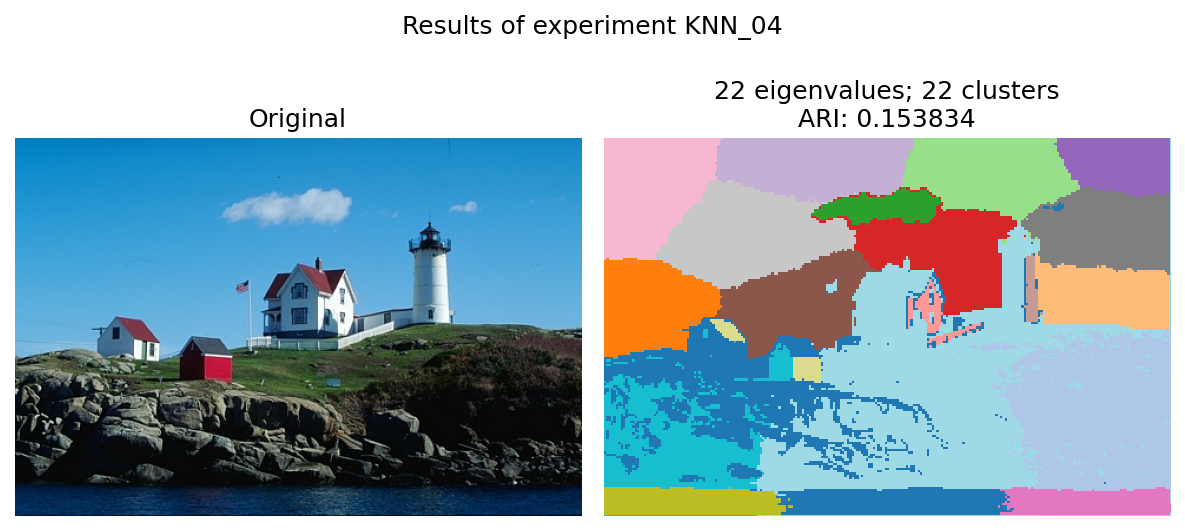 Results of experiment KNN_04
Original
22 eigenvalues; 22 clusters
ARI: 0.153834